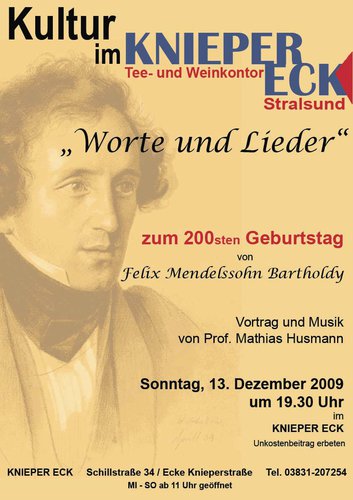 Kultur
im KNIEPER
Tee- und Weinkontor ECK
Stralsund
„Worte und Lieder“
zum 200sten Geburtstag
von
Felix Mendelssohn Bartholdy
Vortrag und Musik
von Prof. Mathias Husmann
Sonntag, 13. Dezember 2009
um 19.30 Uhr
im
KNIEPER ECK
Unkostenbeitrag erbeten
KNIEPER ECK Schillstraße 34 / Ecke Knieperstraße Tel. 03831-207254
MI - SO ab 11 Uhr geöffnet